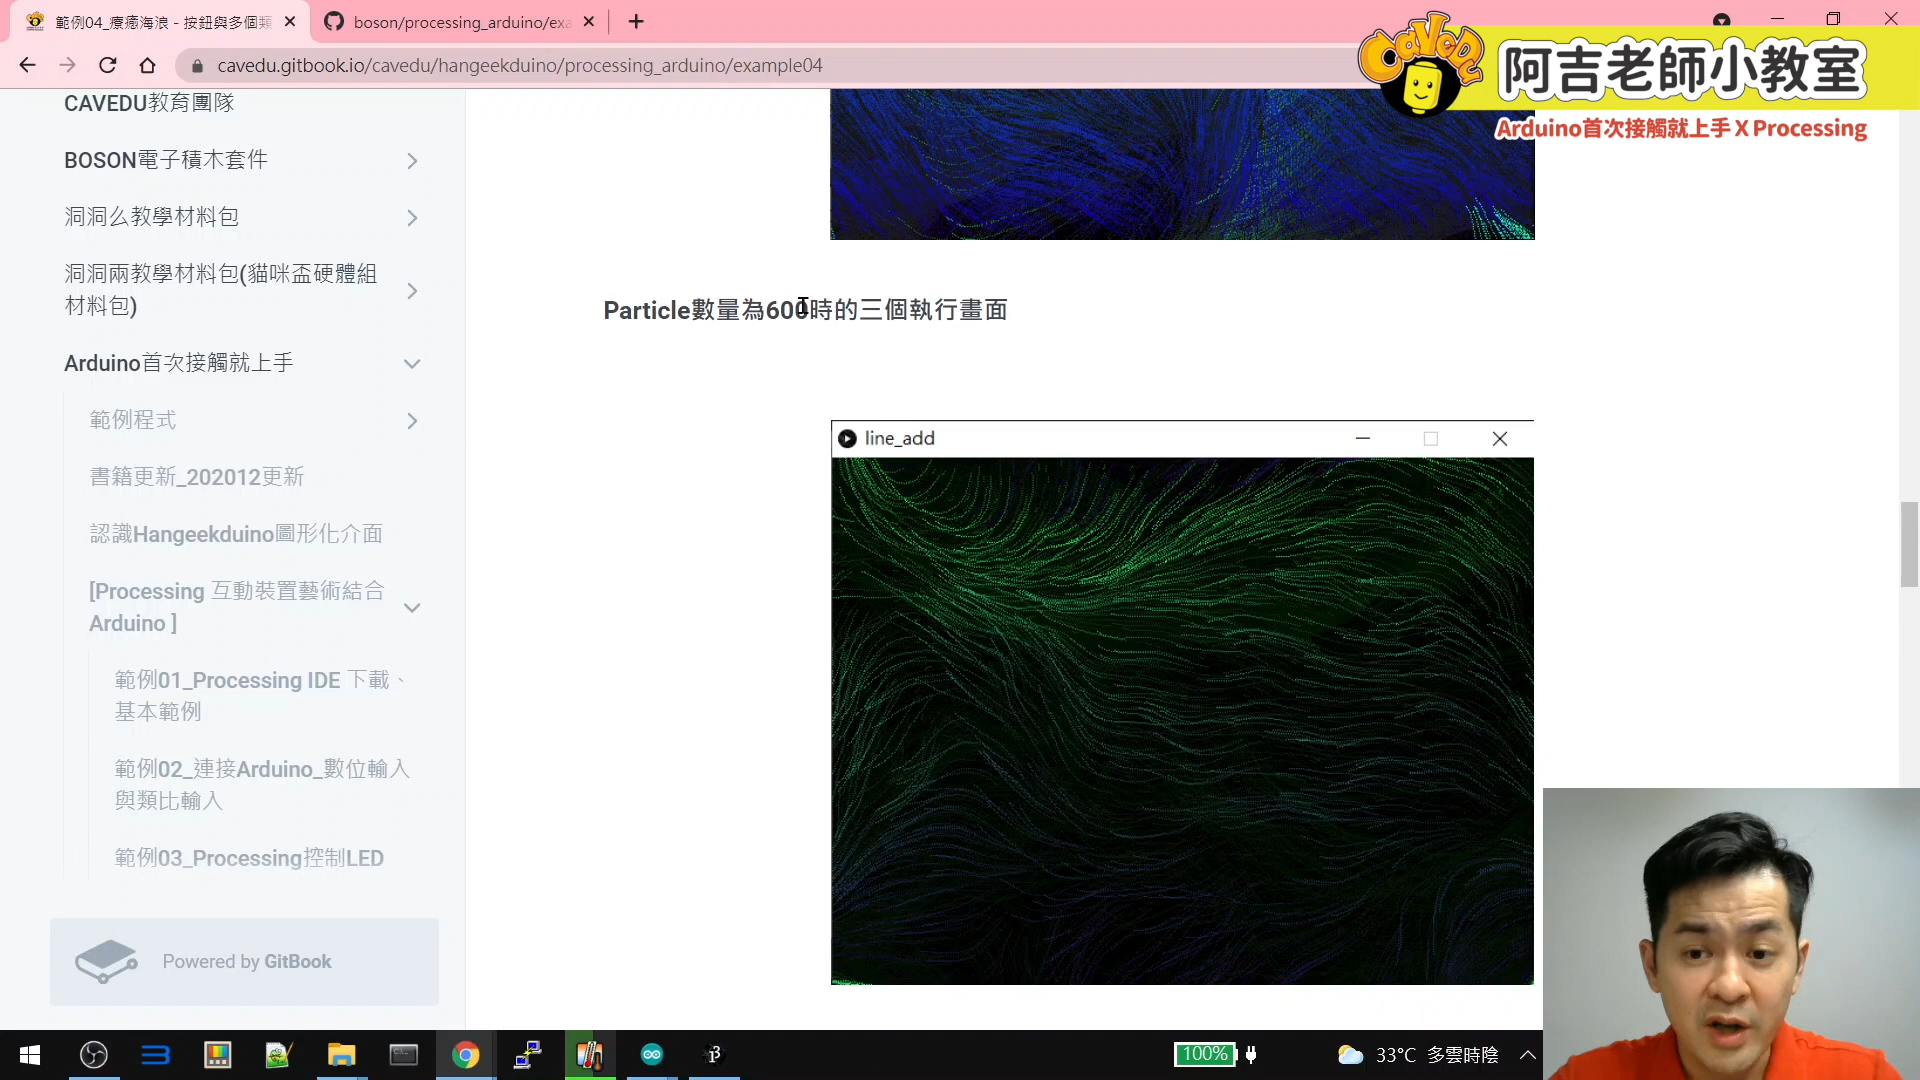 範例04_療癒海浪 - 按鈕與多個類
boson/processing_arduino/exa
cavedu.gitbook.io/cavedu/hangeekduino/processing_arduino/example04
CAVEDU
阿吉老師小教室
Arduino首次接觸就上手 X Processing
CAVEDU教育團隊
BOSON電子積木套件
洞洞么教學材料包
洞洞兩教學材料包(貓咪盃硬體組
材料包)
Arduino首次接觸就上手
範例程式
書籍更新_202012更新
認識Hangeekduino圖形化介面
[Processing 互動裝置藝術結合
Arduino ]
範例01_Processing IDE 下載、
基本範例
範例02_連接Arduino_數位輸入
與類比輸入
範例03_Processing控制LED
Powered by GitBook
Particle數量為600時的三個執行畫面
line_add
100%
33°C 多雲時陰